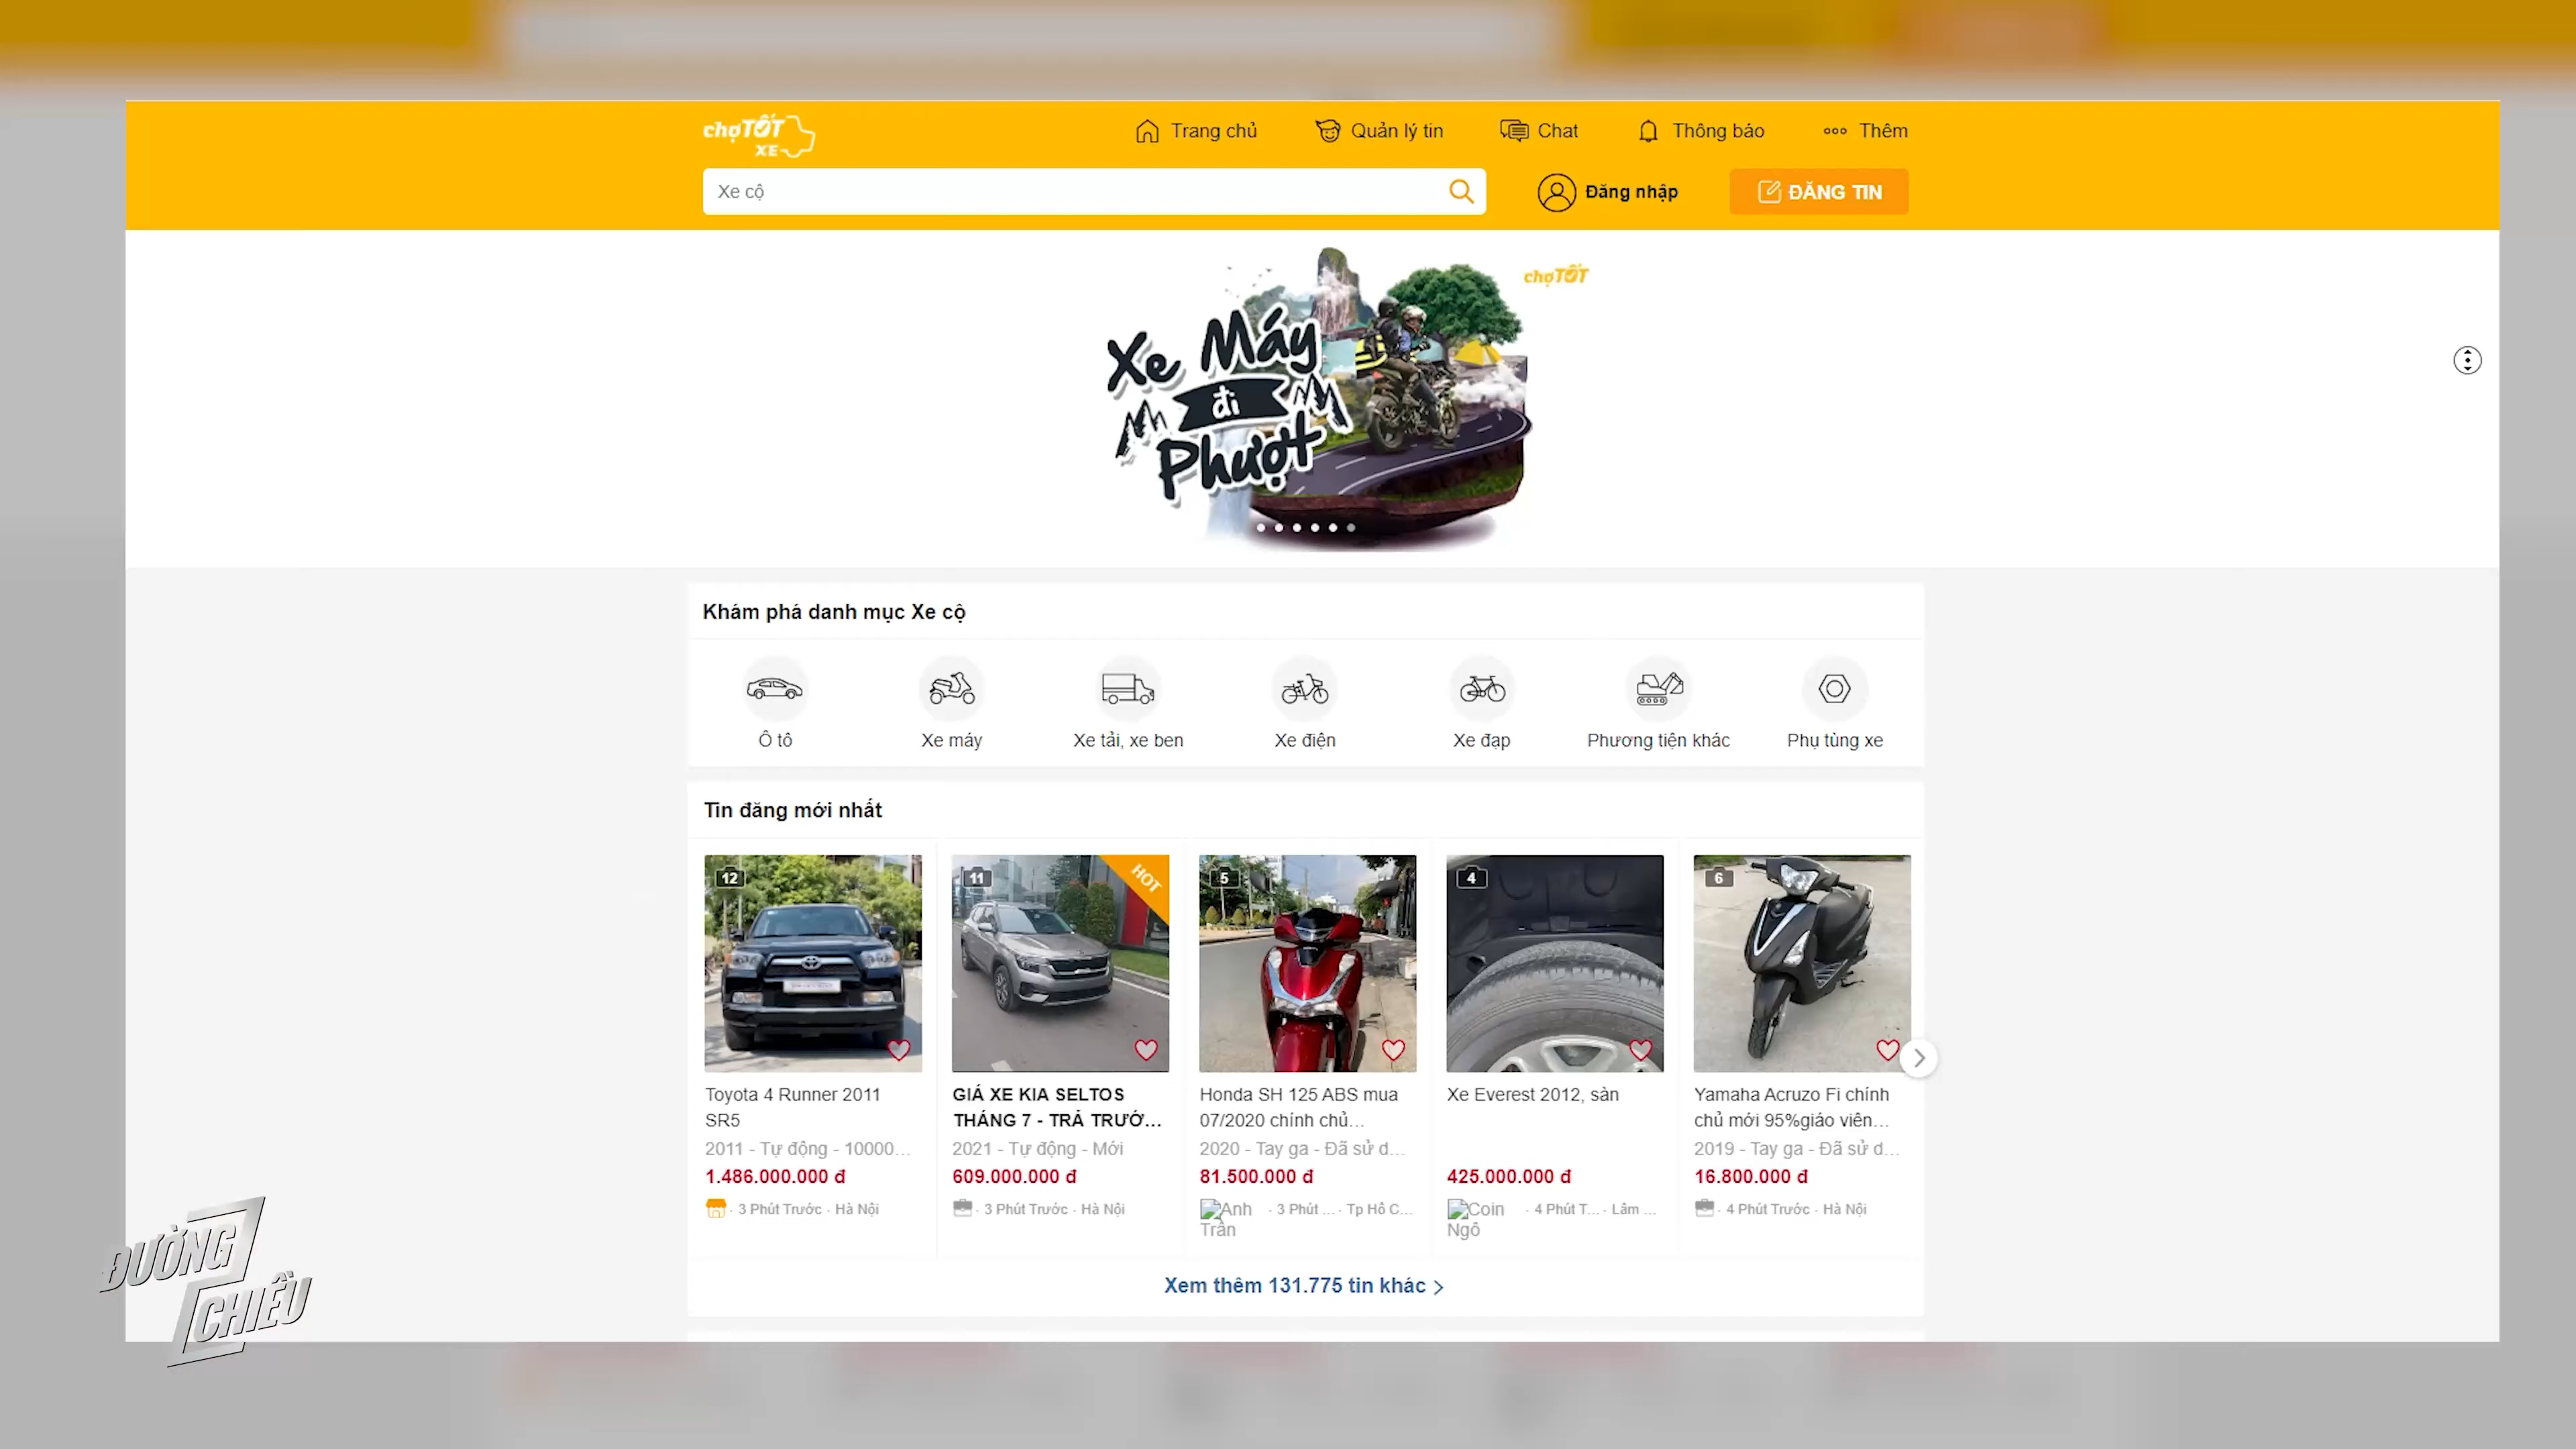 chợTỐT
XE
Trang chủ
Quản lý tin
Chat
Thông báo
Thêm
Xe cộ
Đăng nhập
ĐĂNG TIN
chợTỐT
Xe Máy
đi
Phượt
Khám phá danh mục Xe cộ
Ô tô
Xe máy
Xe tải, xe ben
Xe điện
Xe đạp
Phương tiện khác
Phụ tùng xe
Tin đăng mới nhất
12
11
HOT
5
4
6
Toyota 4 Runner 2011
SR5
2011 - Tự động - 10000...
1.486.000.000 đ
· 3 Phút Trước · Hà Nội
GIÁ XE KIA SELTOS
THÁNG 7 - TRẢ TRƯỚ...
2021 - Tự động - Mới
609.000.000 đ
· 3 Phút Trước · Hà Nội
Honda SH 125 ABS mua
07/2020 chính chủ...
2020 - Tay ga - Đã sử d...
81.500.000 đ
Anh Trần · 3 Phút ... · Tp Hồ C...
Xe Everest 2012, sàn
425.000.000 đ
Coin Ngô · 4 Phút T... · Lâm ...
Yamaha Acruzo Fi chính
chủ mới 95%giáo viên...
2019 - Tay ga - Đã sử d...
16.800.000 đ
· 4 Phút Trước · Hà Nội
Xem thêm 131.775 tin khác
ĐƯỜNG
2
CHIỀU